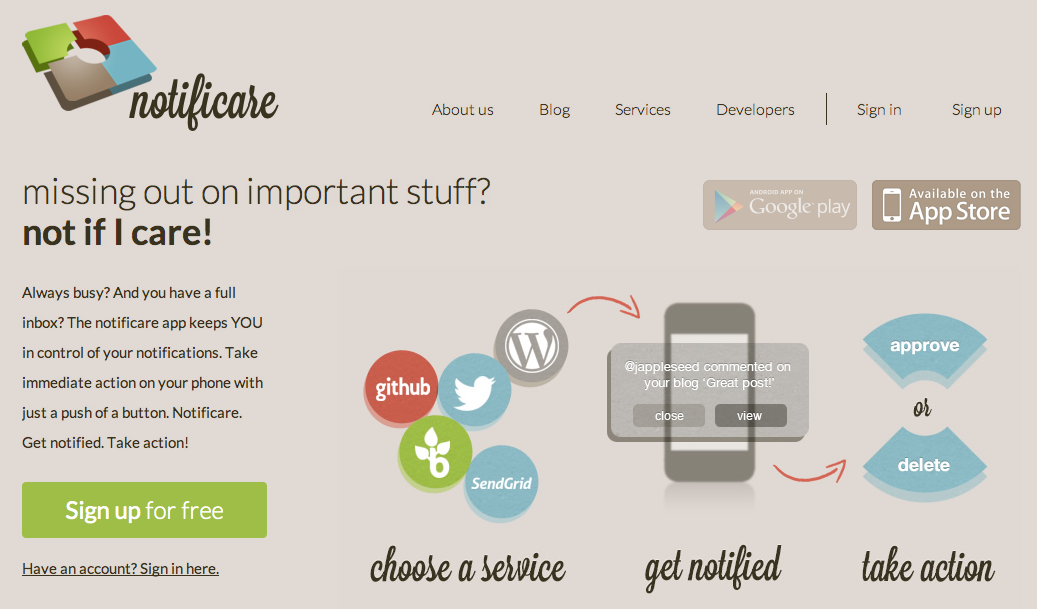 notificare
About us
Blog
Services
Developers
Sign in
Sign up
missing out on important stuff?
not if I care!
ANDROID APP ON
Google play
Available on the
App Store
Always busy? And you have a full
inbox? The notificare app keeps YOU
in control of your notifications. Take
immediate action on your phone with
just a push of a button. Notificare.
Get notified. Take action!
Sign up for free
Have an account? Sign in here.
github
SendGrid
choose a service
@jappleseed commented on
your blog 'Great post!'
close
view
get notified
approve
or
delete
take action